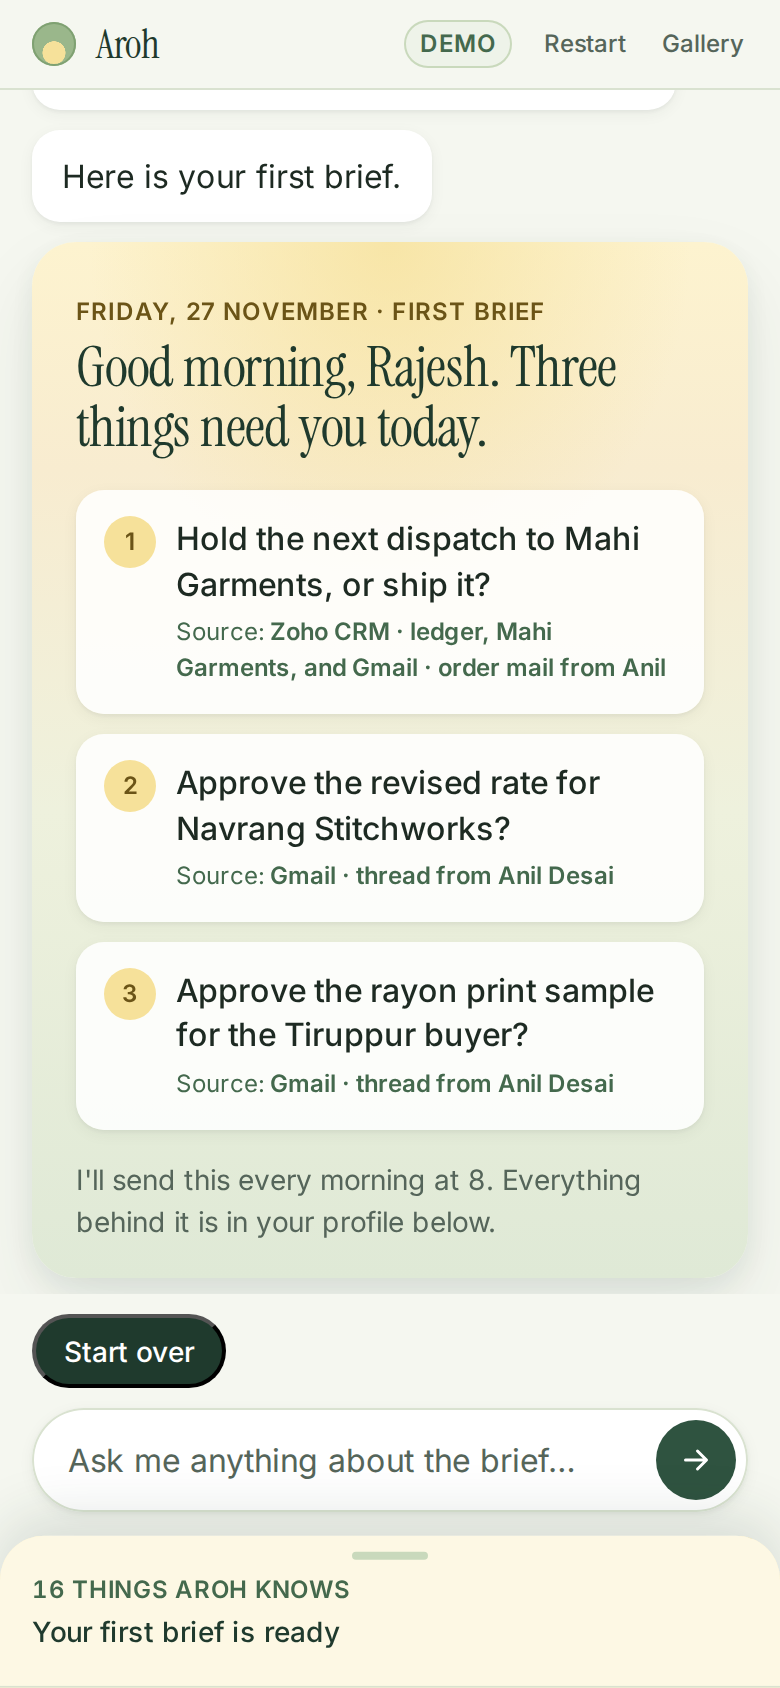 Aroh
DEMO
Restart
Gallery
Here is your first brief.
FRIDAY, 27 NOVEMBER · FIRST BRIEF
Good morning, Rajesh. Three
things need you today.
1
Hold the next dispatch to Mahi
Garments, or ship it?
Source: Zoho CRM · ledger, Mahi
Garments, and Gmail · order mail from Anil
2
Approve the revised rate for
Navrang Stitchworks?
Source: Gmail · thread from Anil Desai
3
Approve the rayon print sample
for the Tiruppur buyer?
Source: Gmail · thread from Anil Desai
I'll send this every morning at 8. Everything
behind it is in your profile below.
Start over
Ask me anything about the brief...
16 THINGS AROH KNOWS
Your first brief is ready